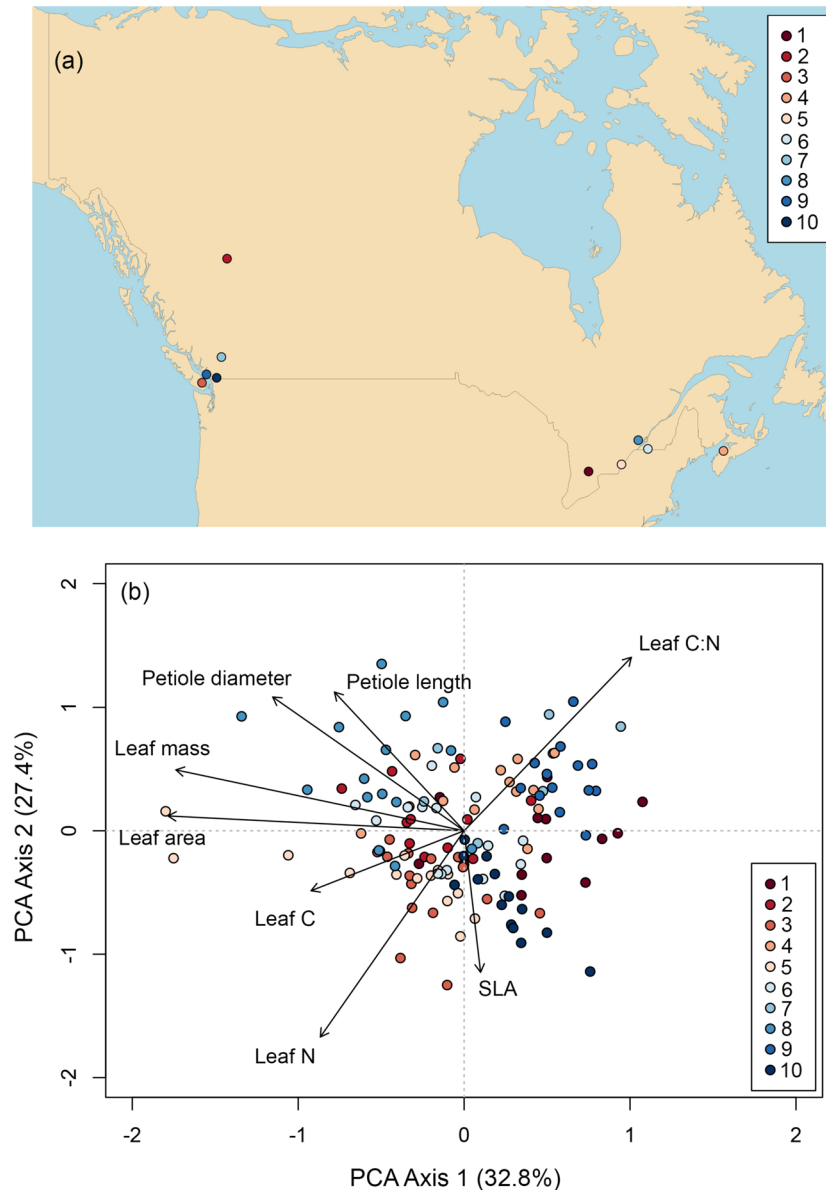 (a)
1
2
3
4
5
6
7
8
9
10
(b)
2
1
0
-1
-2
PCA Axis 2 (27.4%)
Leaf C:N
Petiole diameter
Petiole length
Leaf mass
Leaf area
Leaf C
SLA
Leaf N
1
2
3
4
5
6
7
8
9
10
-2
-1
0
1
2
PCA Axis 1 (32.8%)